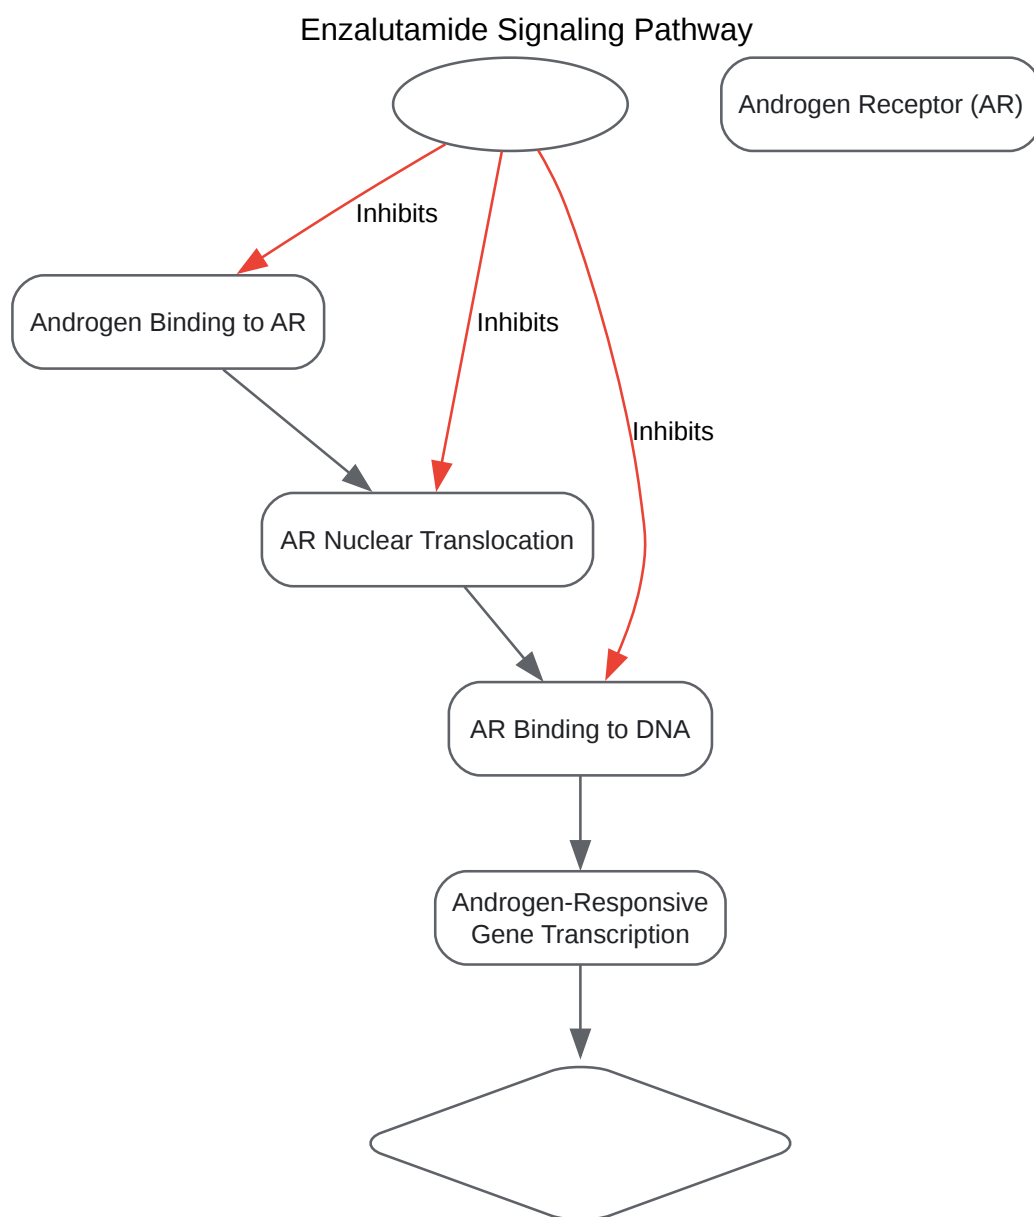 Enzalutamide Signaling Pathway
Androgen Receptor (AR)
Inhibits
Androgen Binding to AR
Inhibits
Inhibits
AR Nuclear Translocation
AR Binding to DNA
Androgen-Responsive
Gene Transcription